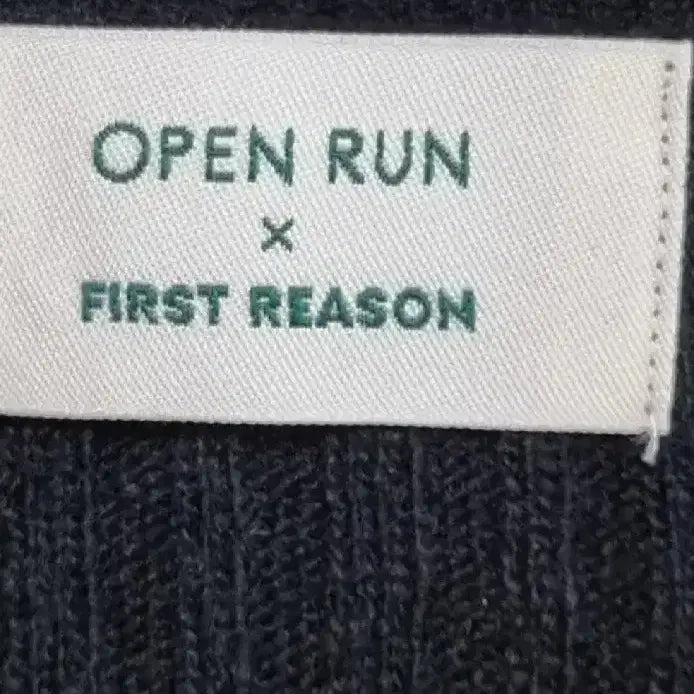 OPEN RUN
×
FIRST REASON